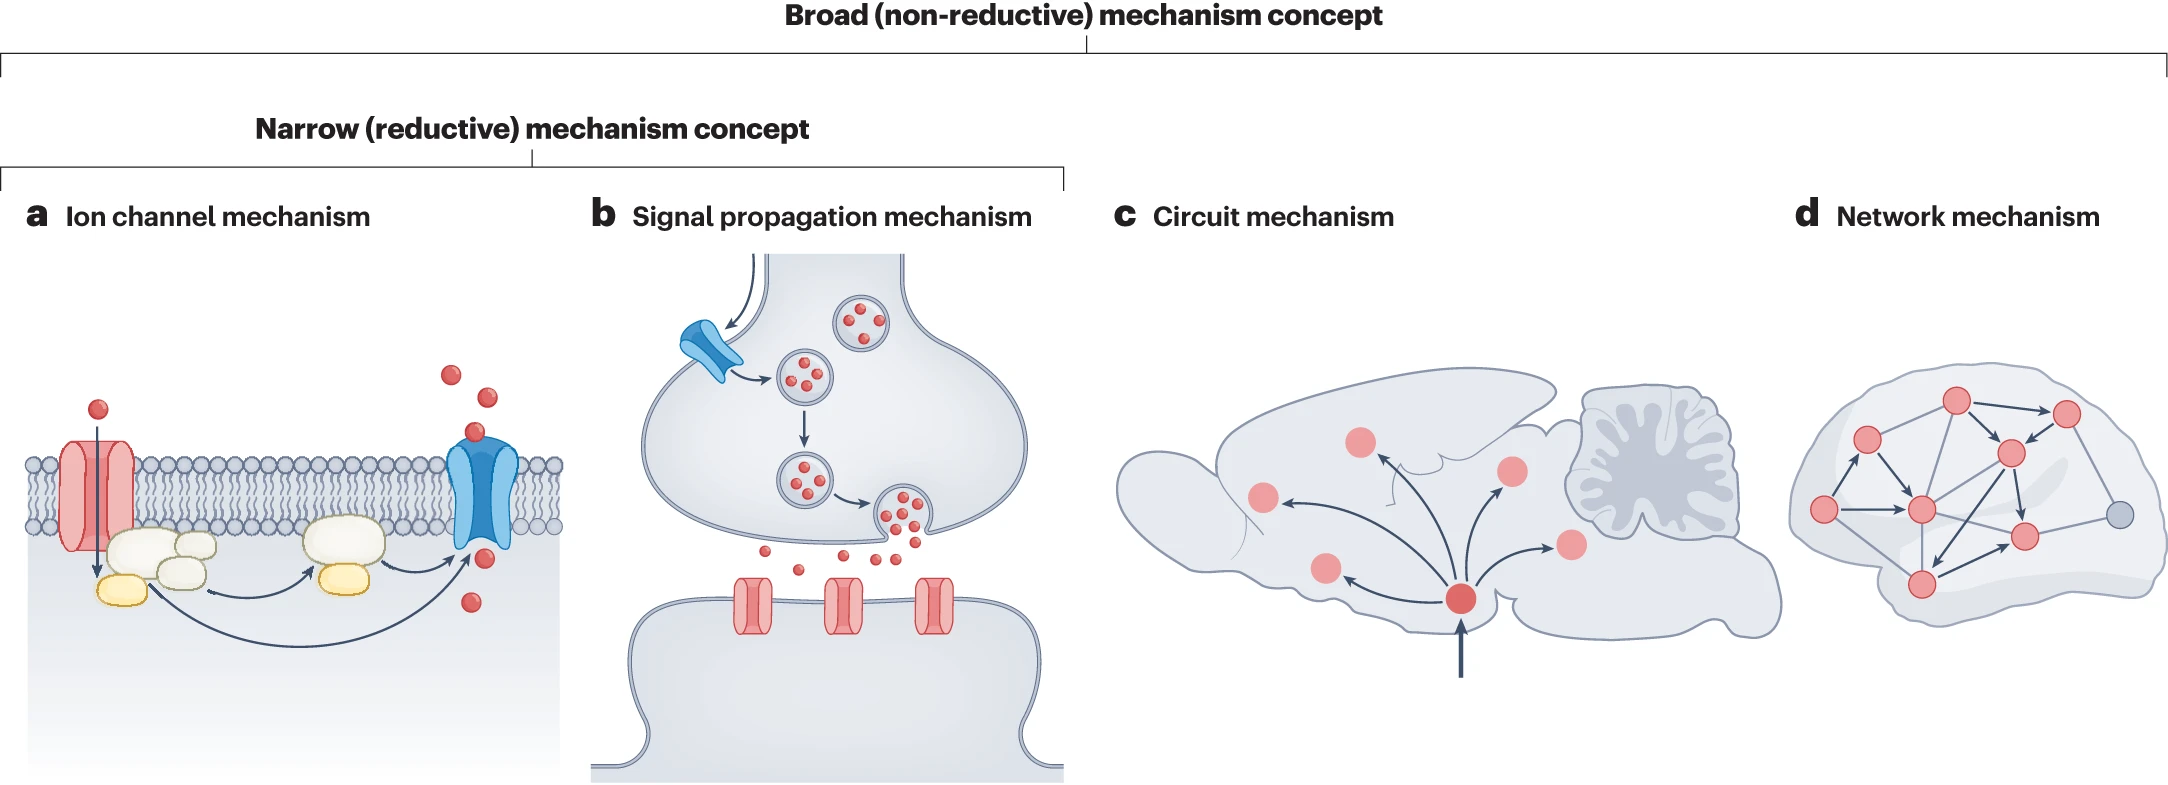 Broad (non-reductive) mechanism concept
Narrow (reductive) mechanism concept
a Ion channel mechanism
b Signal propagation mechanism
c Circuit mechanism
d Network mechanism